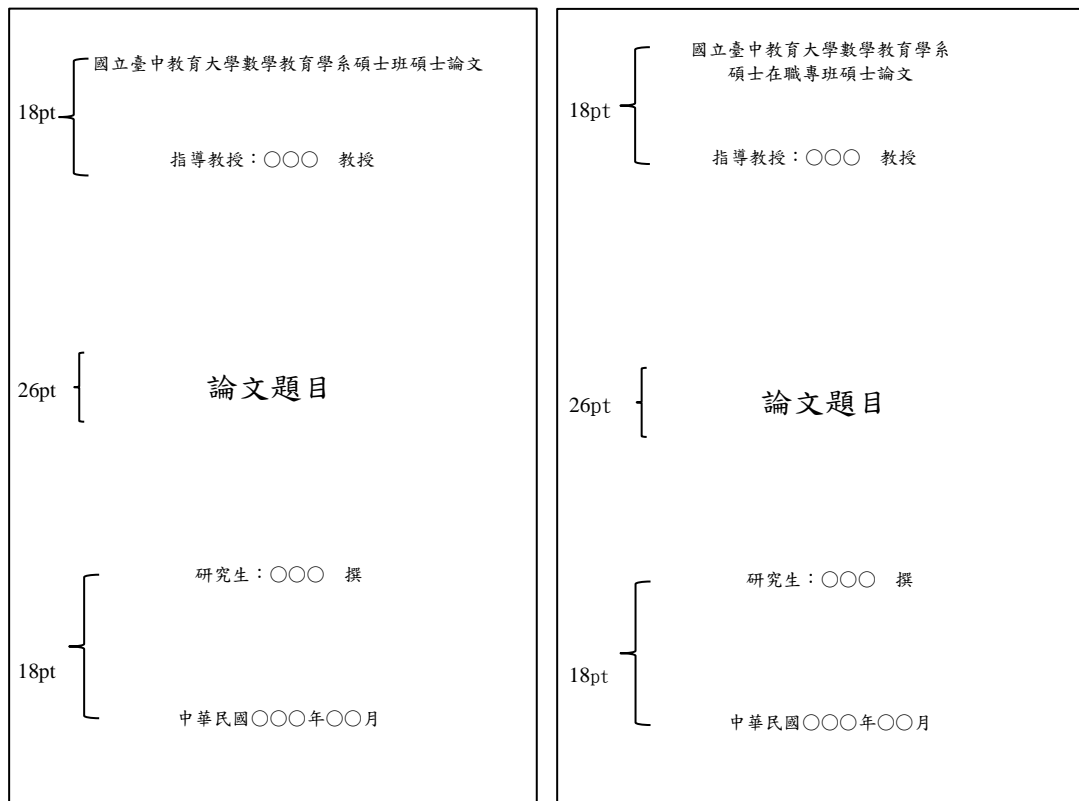 國立臺中教育大學數學教育學系碩士班碩士論文
18pt
指導教授：○○○　教授
26pt
論文題目
研究生：○○○　撰
18pt
中華民國○○○年○○月
國立臺中教育大學數學教育學系
碩士在職專班碩士論文
18pt
指導教授：○○○　教授
26pt
論文題目
研究生：○○○　撰
18pt
中華民國○○○年○○月